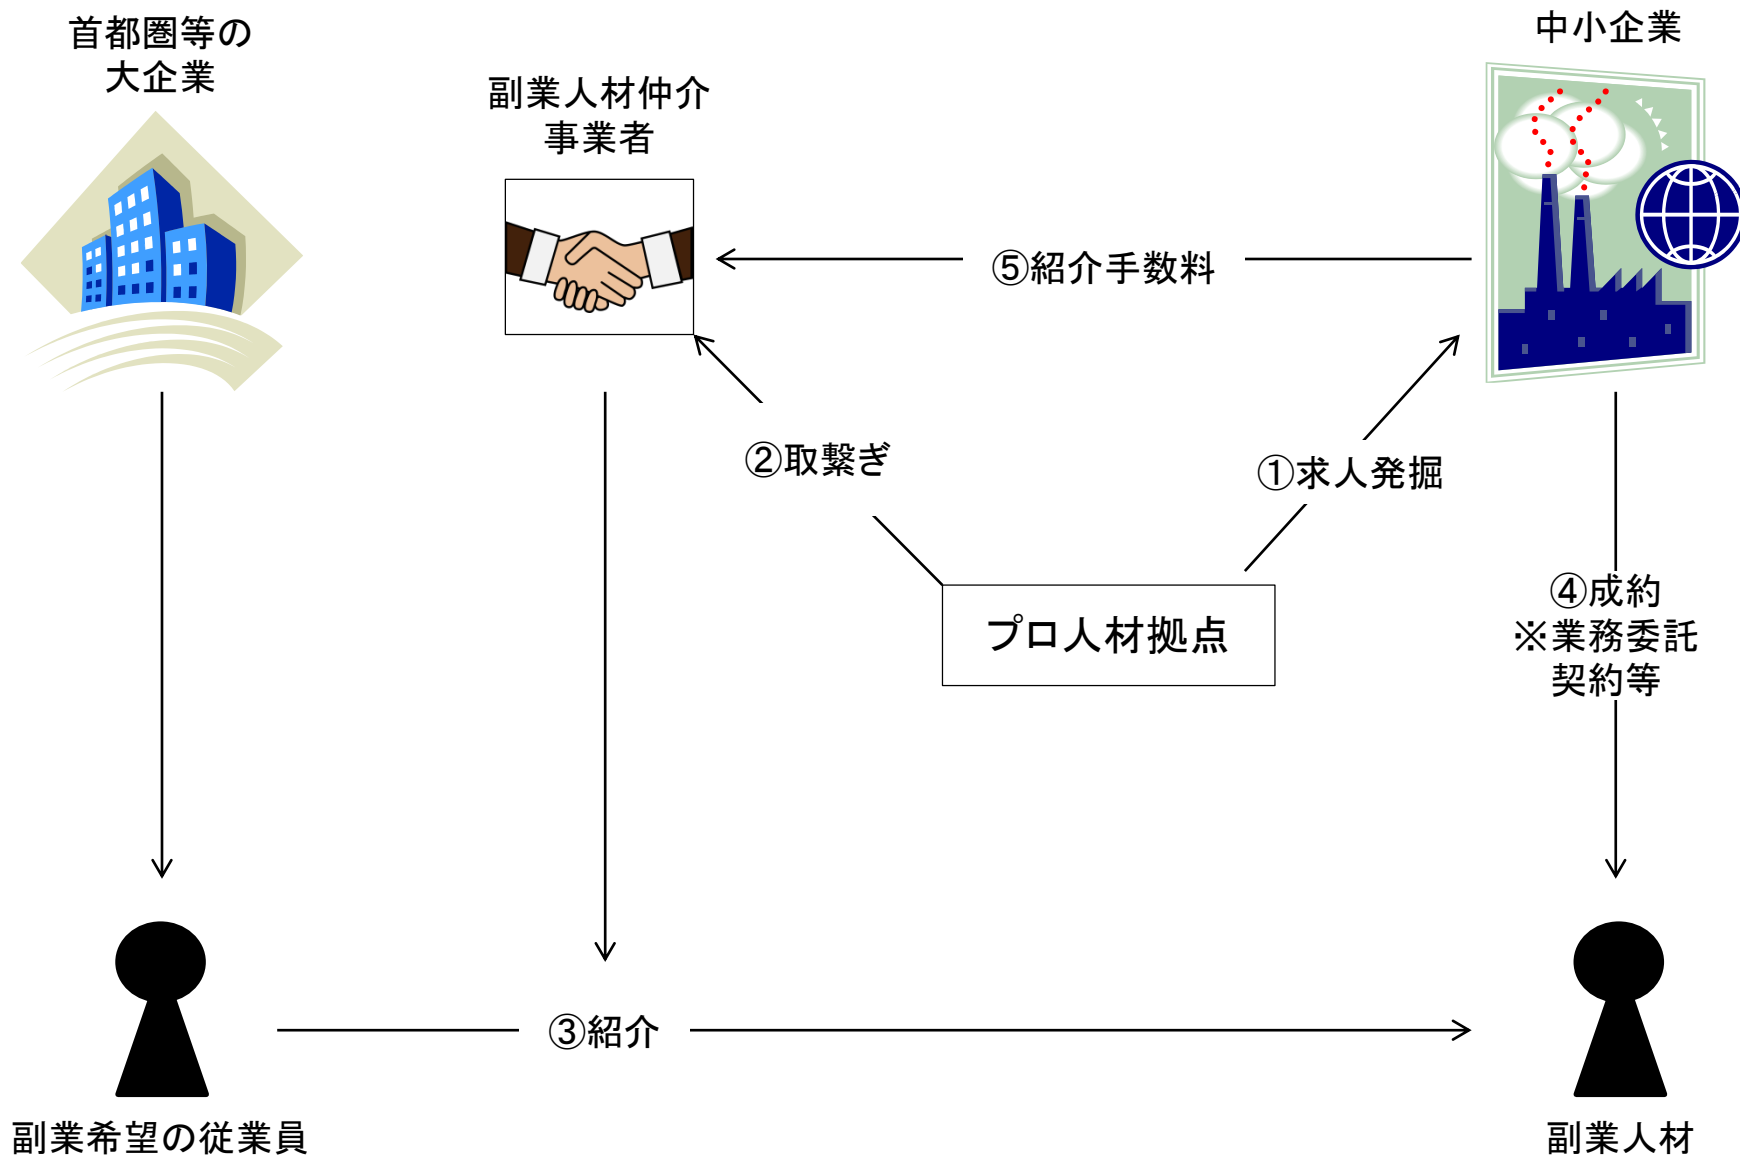 首都圏等の
大企業
副業人材仲介
事業者
中小企業
⑤紹介手数料
②取繋ぎ
①求人発掘
プロ人材拠点
④成約
※業務委託
契約等
③紹介
副業希望の従業員
副業人材